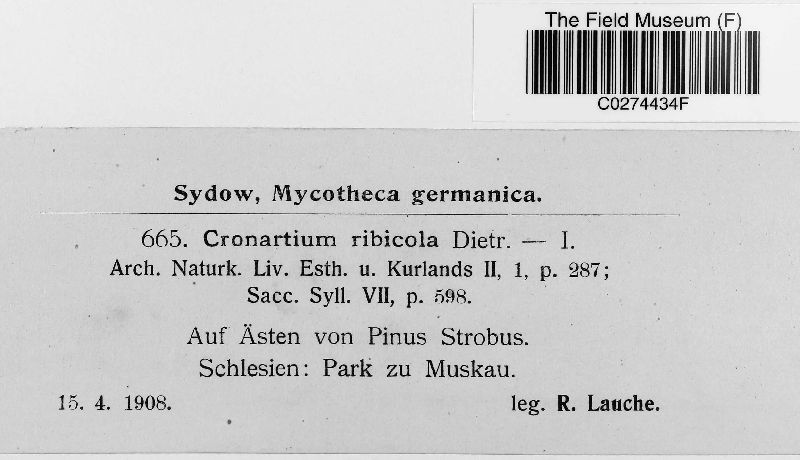 The Field Museum (F)
C0274434F
Sydow, Mycotheca germanica.
665. Cronartium ribicola Dietr. — I.
Arch. Naturk. Liv. Esth. u. Kurlands II, 1, p. 287;
Sacc. Syll. VII, p. 598.
Auf Ästen von Pinus Strobus.
Schlesien: Park zu Muskau.
15. 4. 1908. leg. R. Lauche.